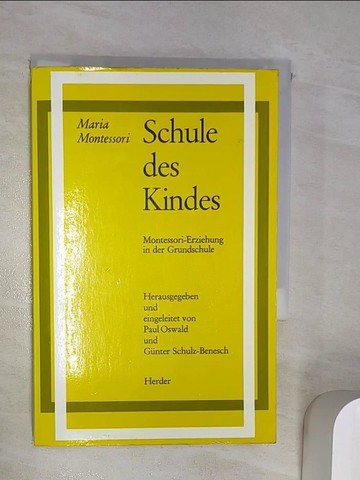 Maria
Montessori
Schule
des
Kindes
Montessori-Erziehung
in der Grundschule
Herausgegeben
und
eingeleitet von
Paul Oswald
und
Günter Schulz-Benesch
Herder